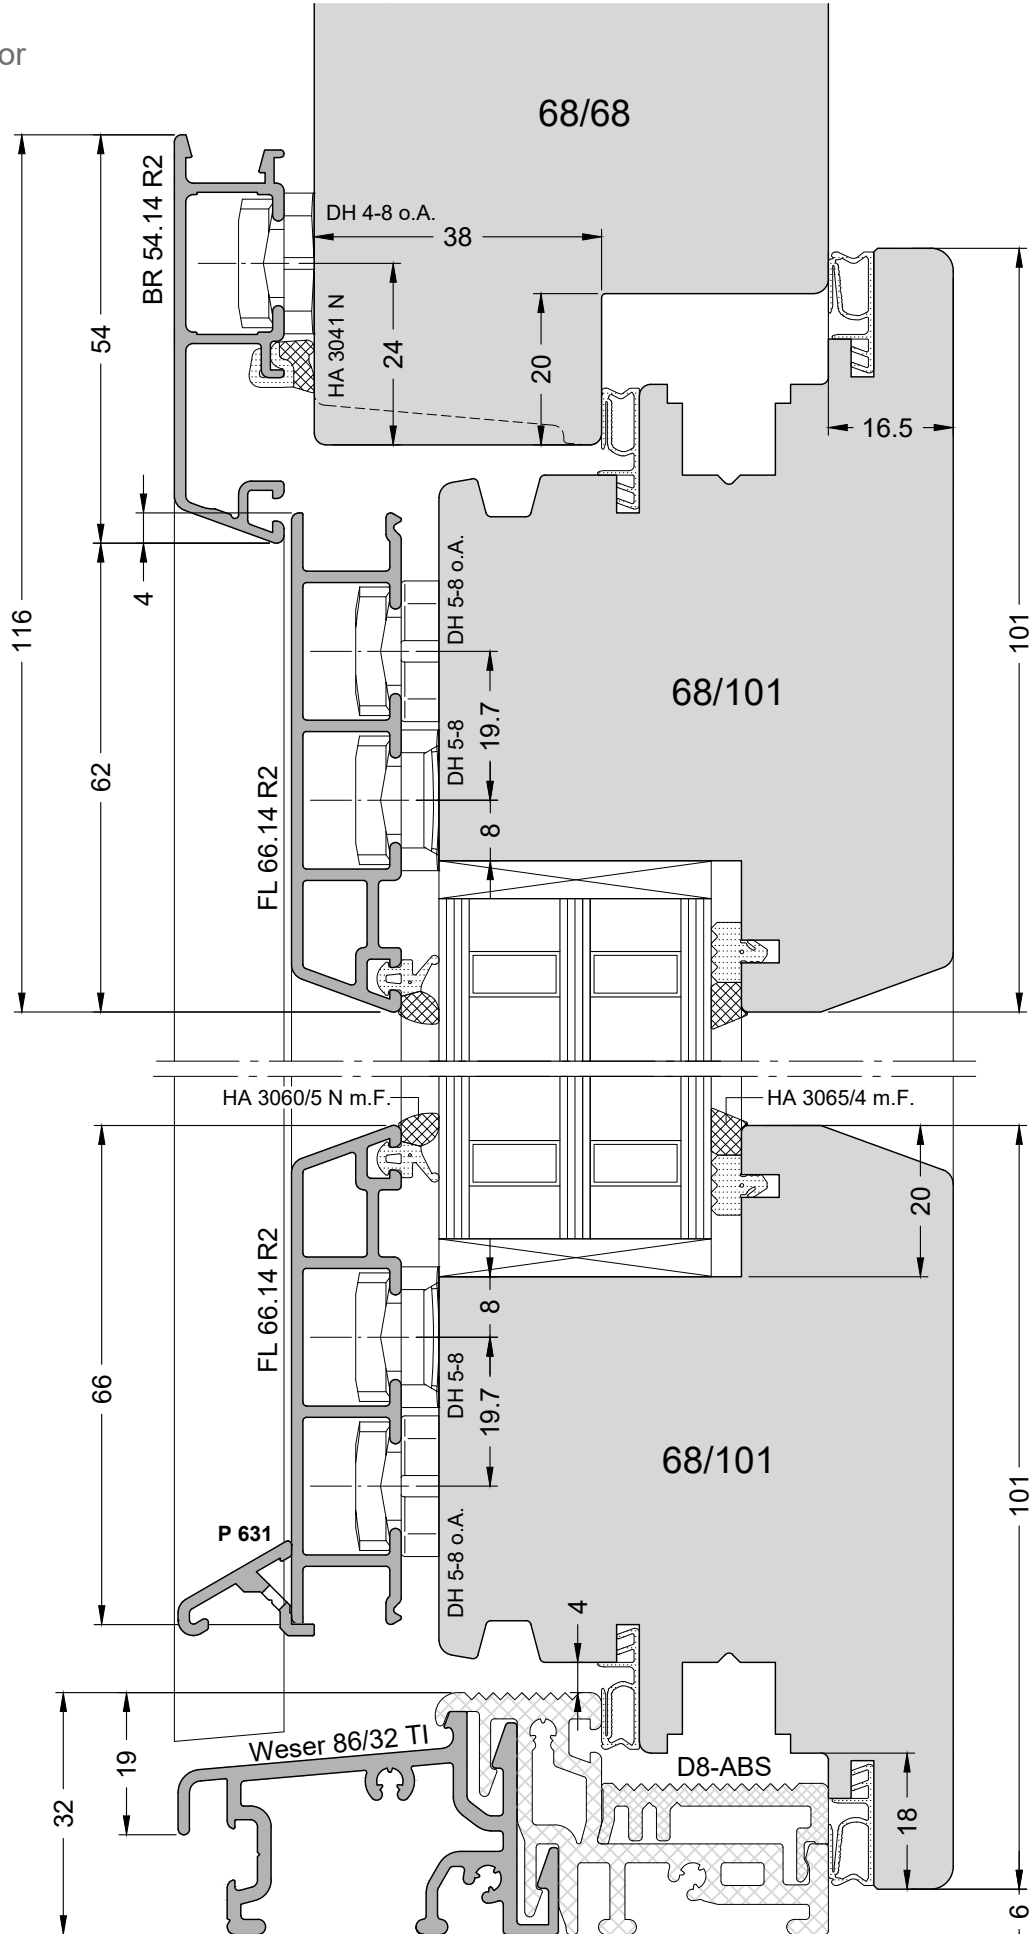 or
68/68
BR 54.14 R2
DH 4-8 o.A.
38
54
HA 3041 N
24
20
16.5
4
116
DH 5-8 o.A.
68/101
101
19.7
DH 5-8
62
FL 66.14 R2
8
HA 3060/5 N m.F.
HA 3065/4 m.F.
20
FL 66.14 R2
8
DH 5-8
66
19.7
68/101
101
P 631
DH 5-8 o.A.
4
Weser 86/32 TI
D8-ABS
19
32
18
6